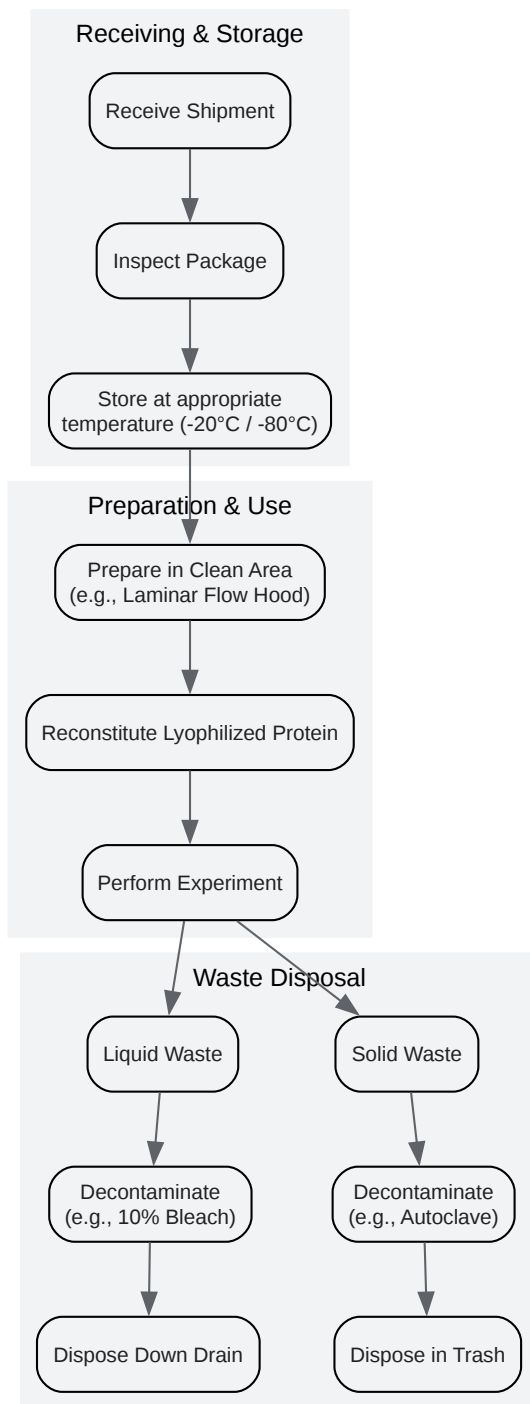 Receiving & Storage
Receive Shipment
Inspect Package
Store at appropriate
temperature (-20°C / -80°C)
Preparation & Use
Prepare in Clean Area
(e.g., Laminar Flow Hood)
Reconstitute Lyophilized Protein
Perform Experiment
Waste Disposal
Liquid Waste
Solid Waste
Decontaminate
(e.g., 10% Bleach)
Decontaminate
(e.g., Autoclave)
Dispose Down Drain
Dispose in Trash